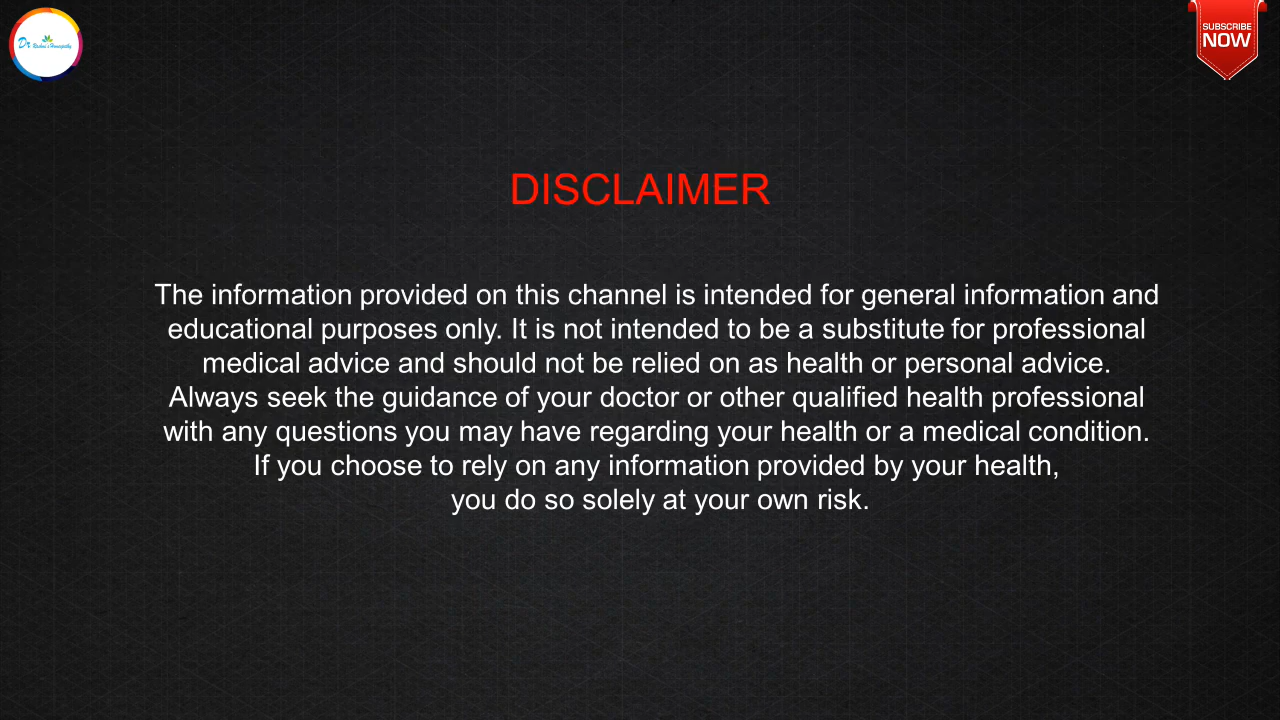 Dr
SUBSCRIBE
NOW
DISCLAIMER
The information provided on this channel is intended for general information and
educational purposes only. It is not intended to be a substitute for professional
medical advice and should not be relied on as health or personal advice.
Always seek the guidance of your doctor or other qualified health professional
with any questions you may have regarding your health or a medical condition.
If you choose to rely on any information provided by your health,
you do so solely at your own risk.